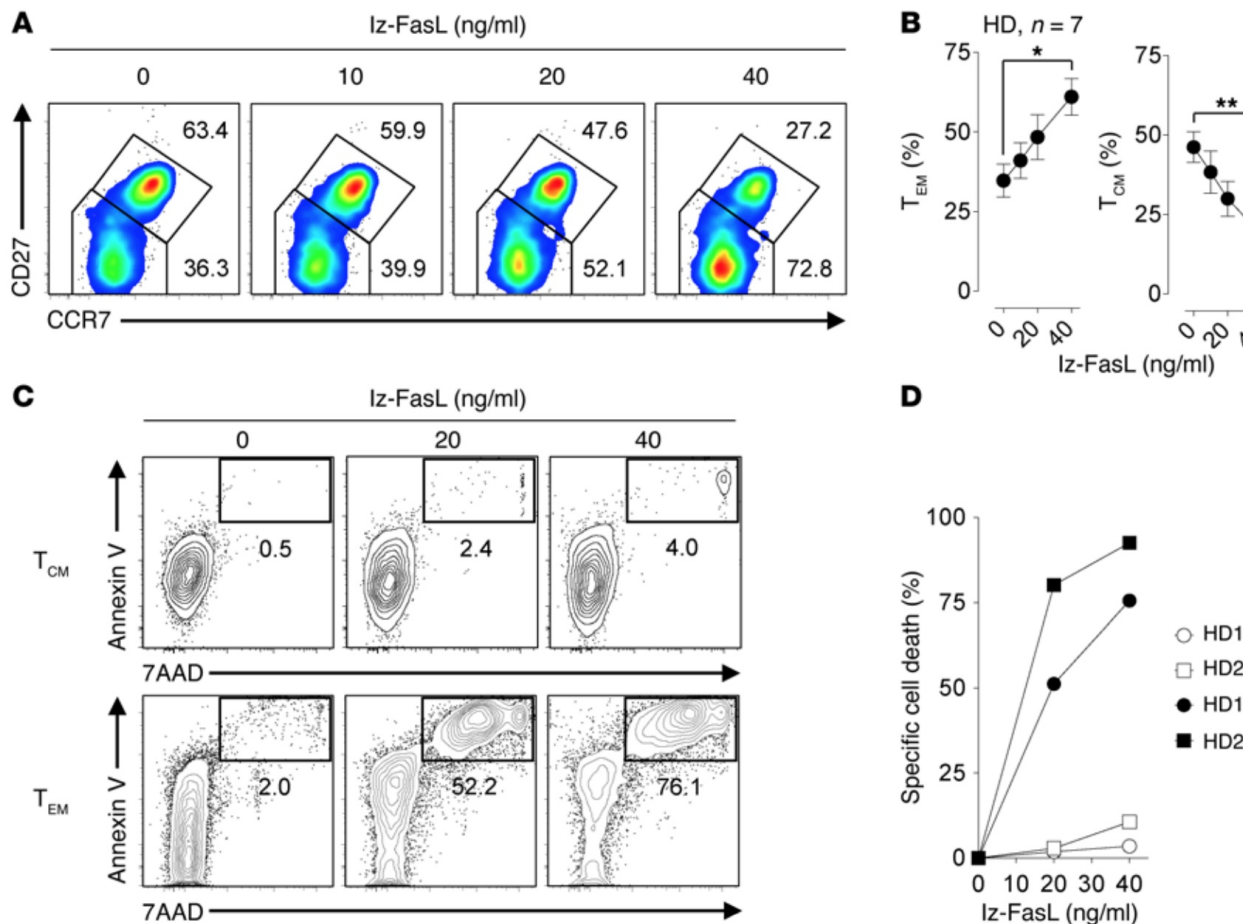 A
Iz-FasL (ng/ml)
0 10 20 40
63.4 59.9 47.6 27.2
36.3 39.9 52.1 72.8
CD27
CCR7
B
HD, n = 7
75 75
* **
50 50
25 25
0 0
TEM (%) TCM (%)
0 20 40 0 20
Iz-FasL (ng/ml)
C
Iz-FasL (ng/ml)
0 20 40
TCM
Annexin V
0.5 2.4 4.0
7AAD
TEM
Annexin V
2.0 52.2 76.1
7AAD
D
Specific cell death (%)
100
75
50
25
0
0 10 20 30 40
Iz-FasL (ng/ml)
HD1
HD2
HD1
HD2